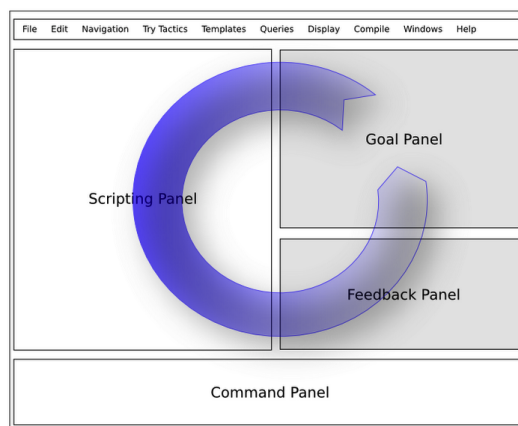 File Edit Navigation Try Tactics Templates Queries Display Compile Windows Help
Goal Panel
Scripting Panel
Feedback Panel
Command Panel